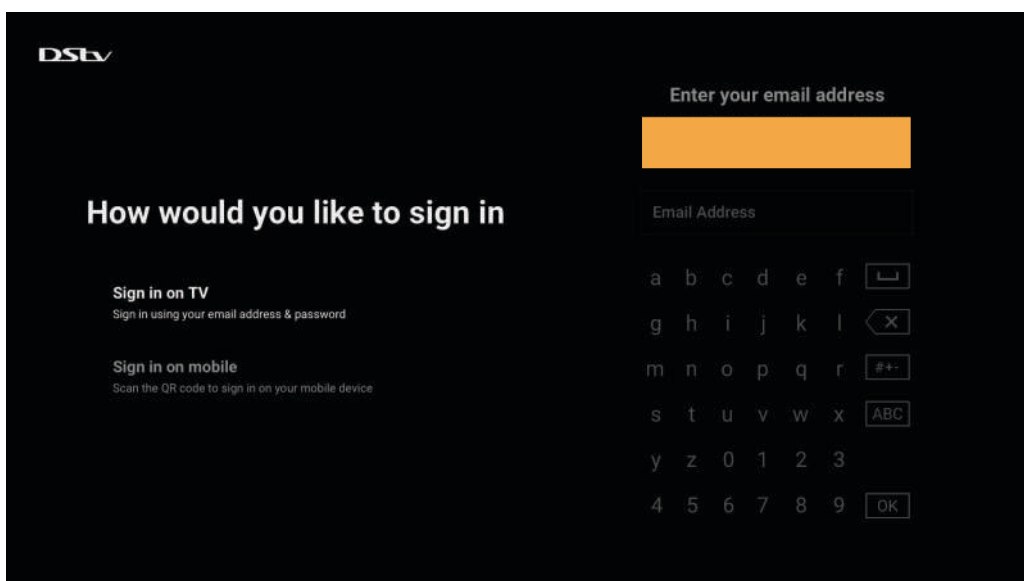 DStv
How would you like to sign in
Sign in on TV
Sign in using your email address & password
Sign in on mobile
Scan the QR code to sign in on your mobile device
Enter your email address
Email Address
a b c d e f
g h i j k l
m n o p q r #+-
s t u v w x ABC
y z 0 1 2 3
4 5 6 7 8 9 OK